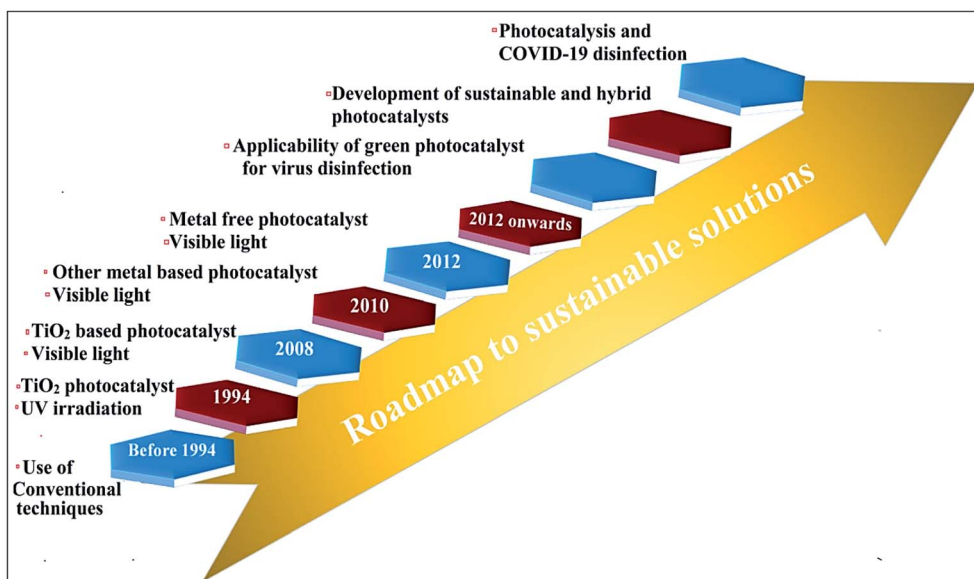 Photocatalysis and
COVID-19 disinfection
Development of sustainable and hybrid
photocatalysts
Applicability of green photocatalyst
for virus disinfection
Metal free photocatalyst
Visible light
2012 onwards
Other metal based photocatalyst
Visible light
2012
TiO₂ based photocatalyst
Visible light
2010
TiO₂ photocatalyst
UV irradiation
2008
1994
Before 1994
Use of
Conventional
techniques
Roadmap to sustainable solutions